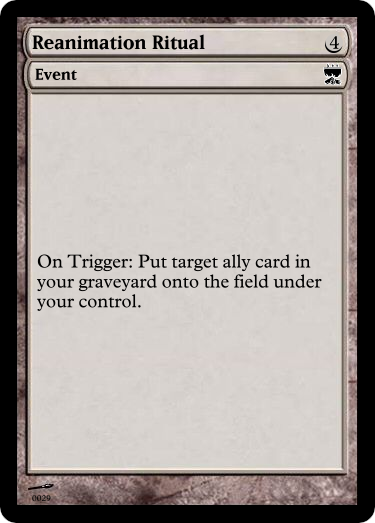 Reanimation Ritual 4
Event
On Trigger: Put target ally card in
your graveyard onto the field under
your control.
0029